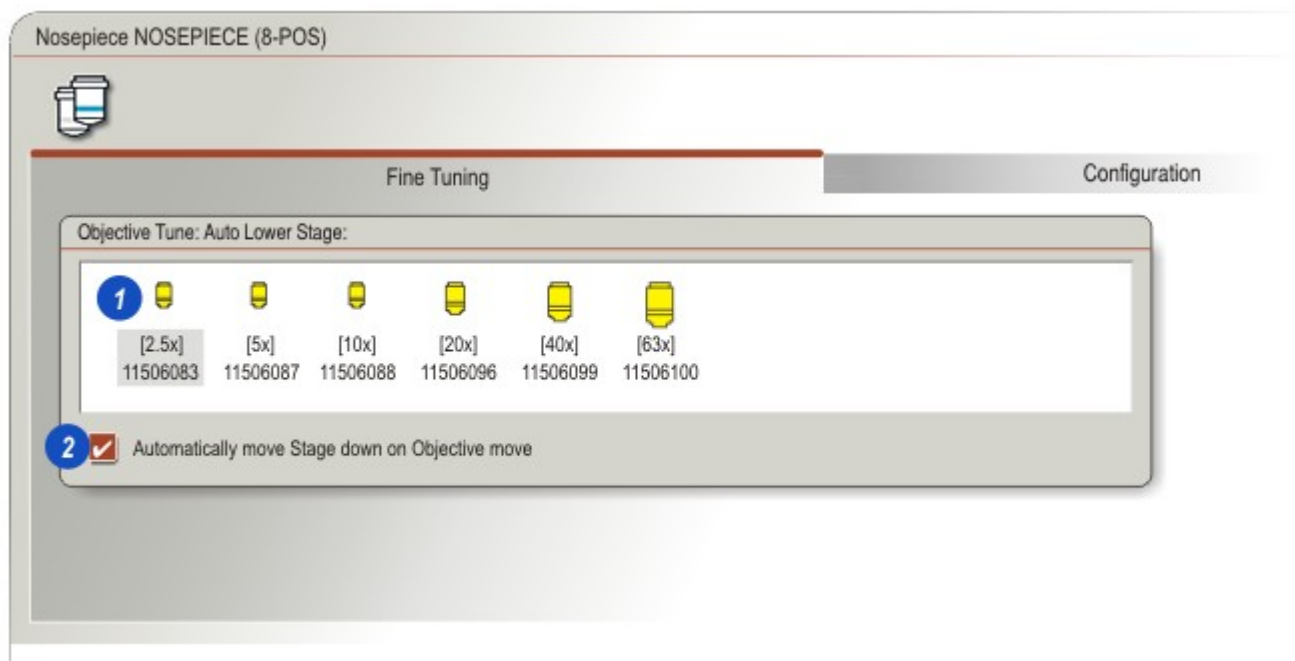 Nosepiece NOSEPIECE (8-POS)
Fine Tuning Configuration
Objective Tune: Auto Lower Stage:
1
[2.5x] [5x] [10x] [20x] [40x] [63x]
11506083 11506087 11506088 11506096 11506099 11506100
2 Automatically move Stage down on Objective move